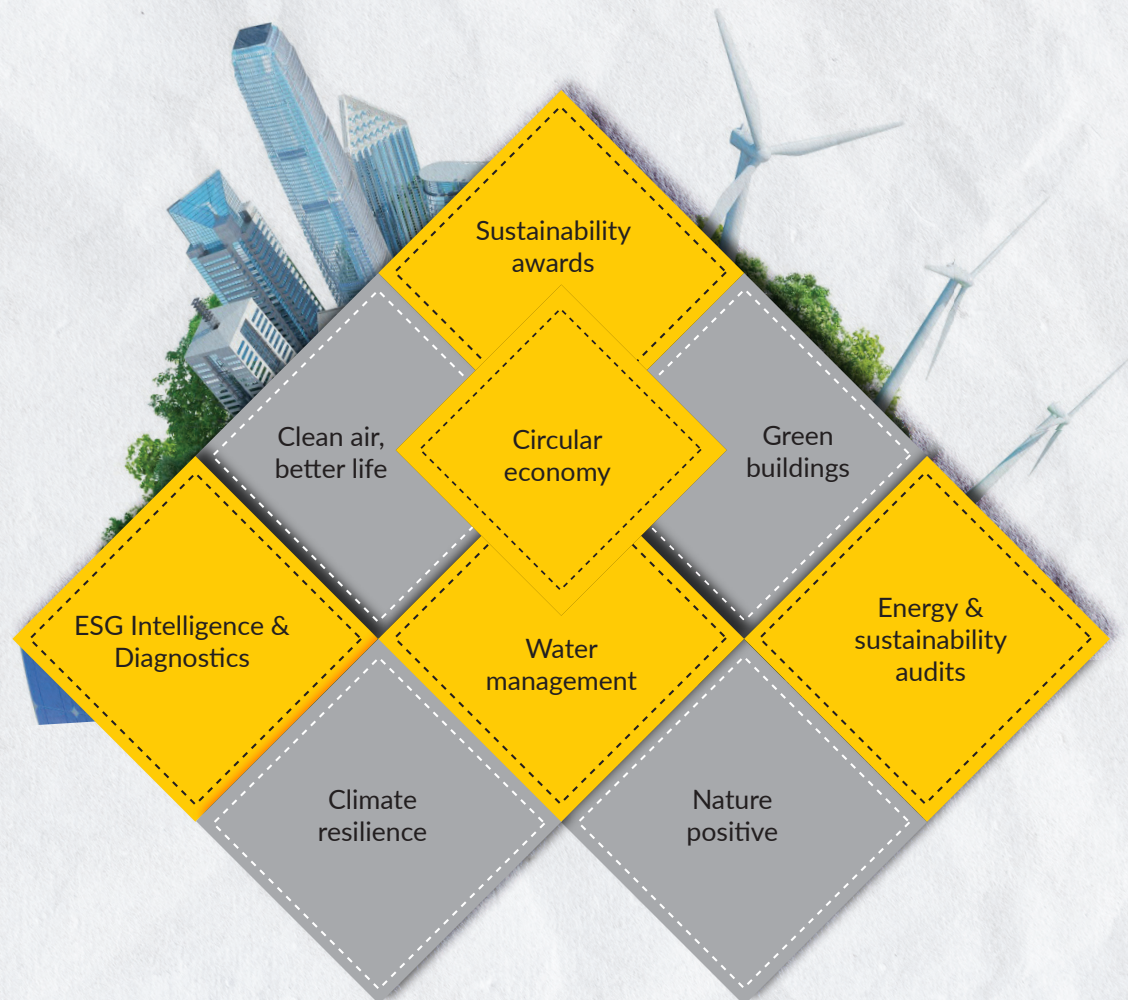 Sustainability
awards
Clean air,
better life
Circular
economy
Green
buildings
ESG Intelligence &
Diagnostics
Water
management
Energy &
sustainability
audits
Climate
resilience
Nature
positive